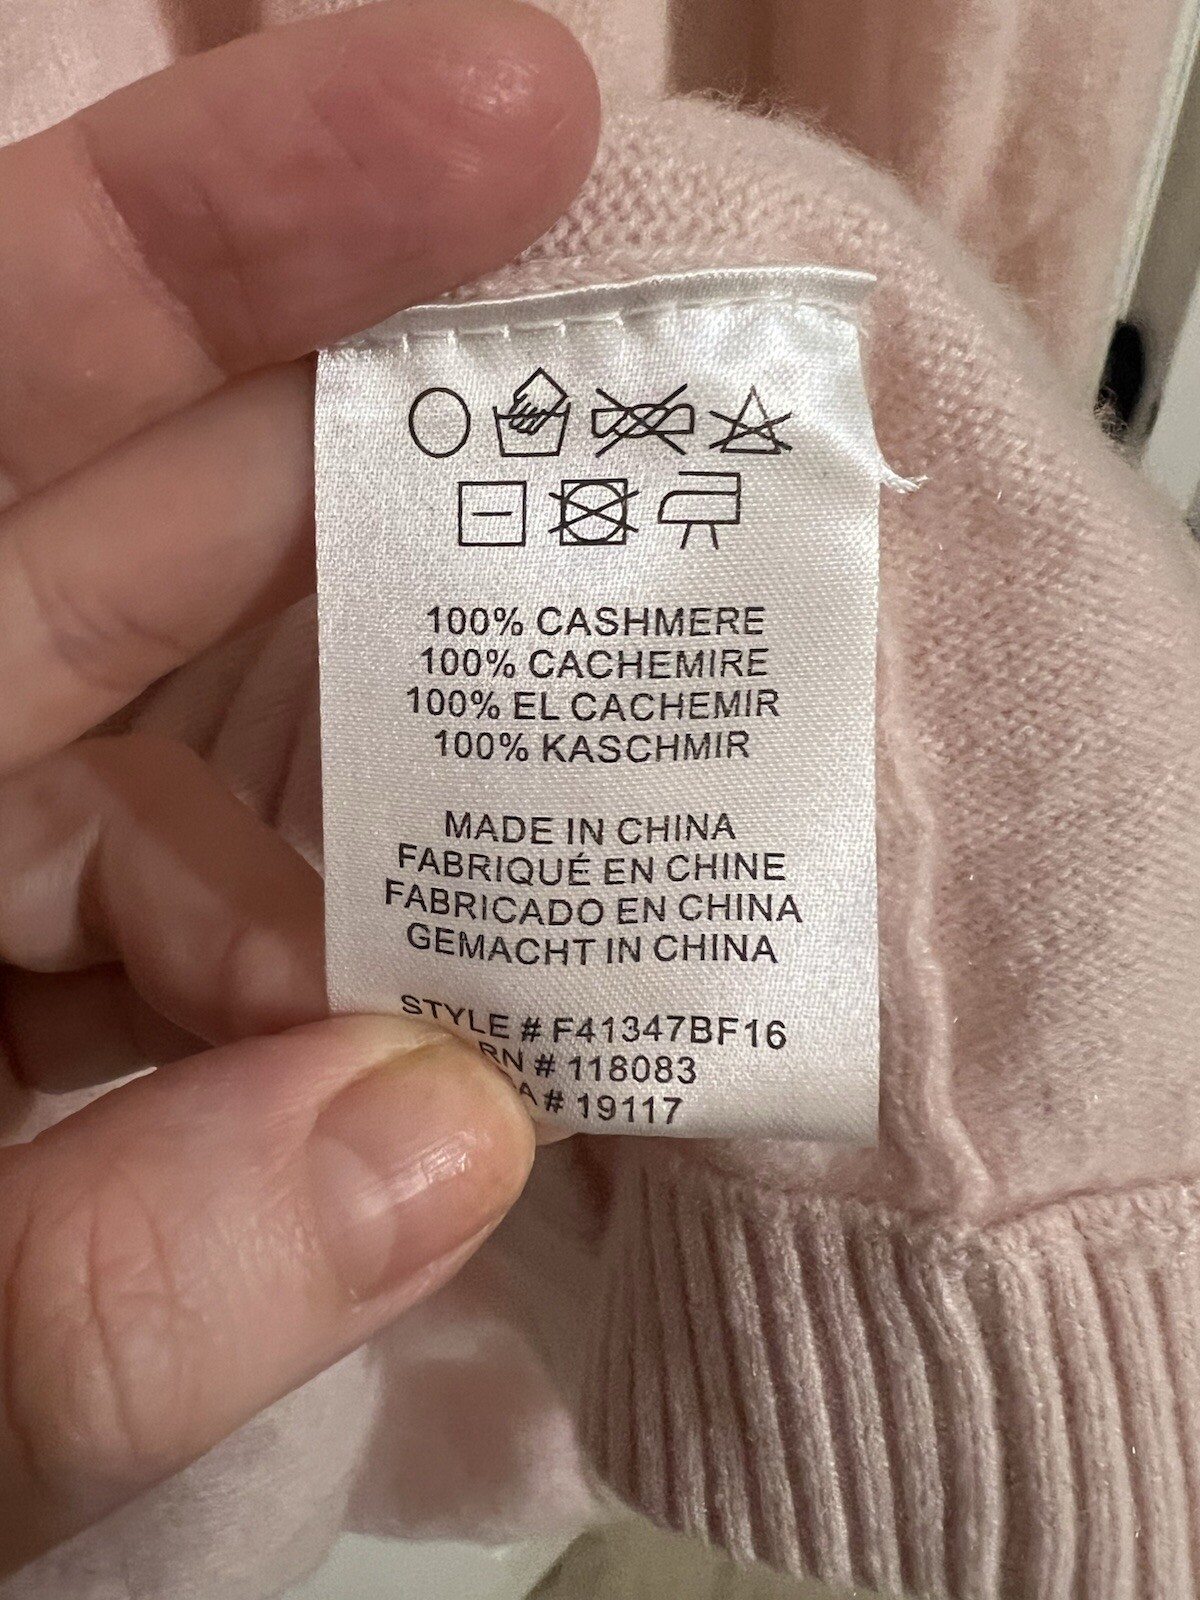 100% CASHMERE
100% CACHEMIRE
100% EL CACHEMIR
100% KASCHMIR
MADE IN CHINA
FABRIQUÉ EN CHINE
FABRICADO EN CHINA
GEMACHT IN CHINA
STYLE # F41347BF16
RN # 118083
# 19117